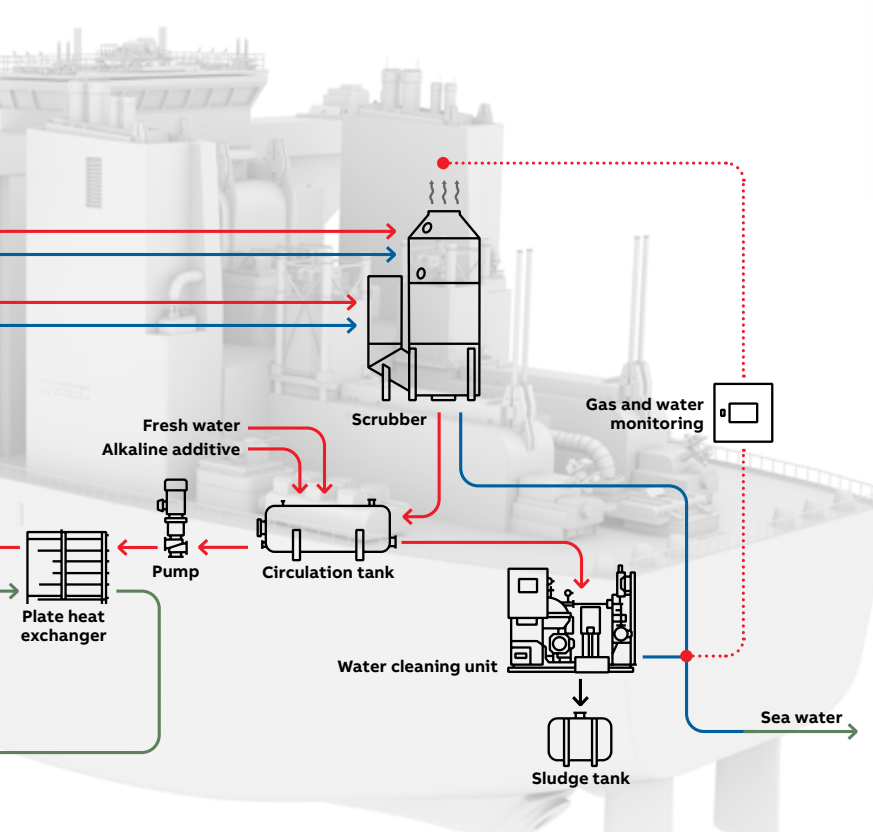 Gas and water
monitoring
Scrubber
Fresh water
Alkaline additive
Pump
Circulation tank
Plate heat
exchanger
Water cleaning unit
Sea water
Sludge tank